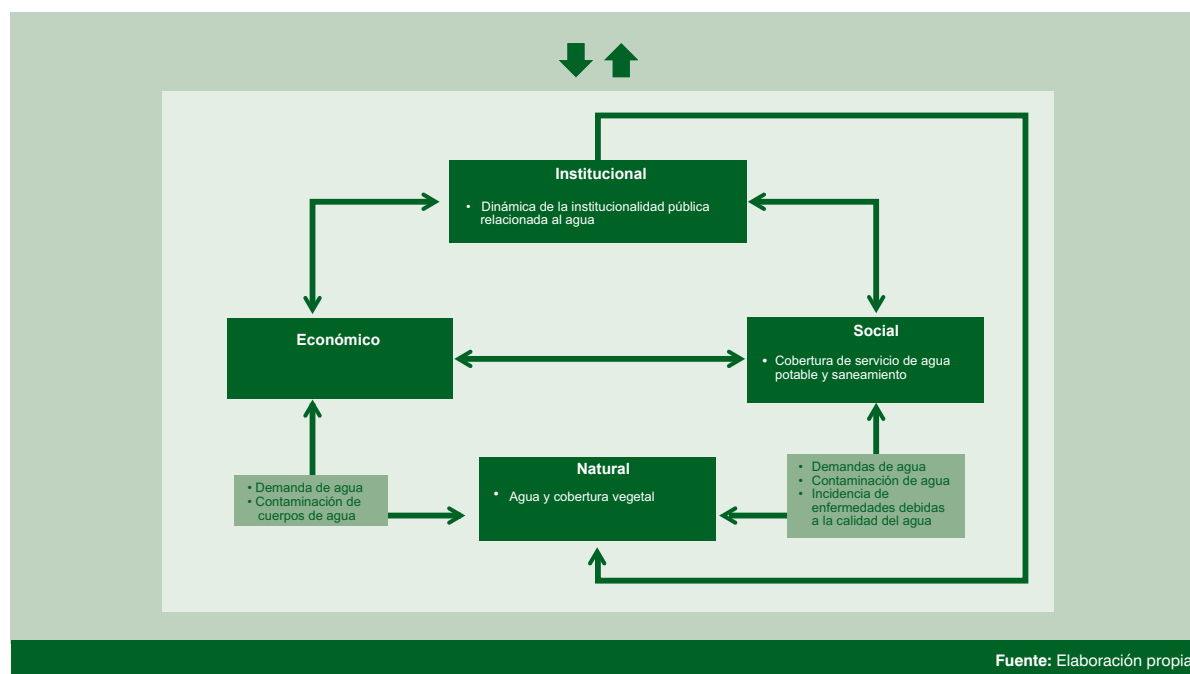 Institucional
• Dinámica de la institucionalidad pública
relacionada al agua
Económico
Social
• Cobertura de servicio de agua
potable y saneamiento
• Demanda de agua
• Contaminación de
cuerpos de agua
Natural
• Agua y cobertura vegetal
• Demandas de agua
• Contaminación de agua
• Incidencia de
enfermedades debidas
a la calidad del agua
Fuente: Elaboración propia